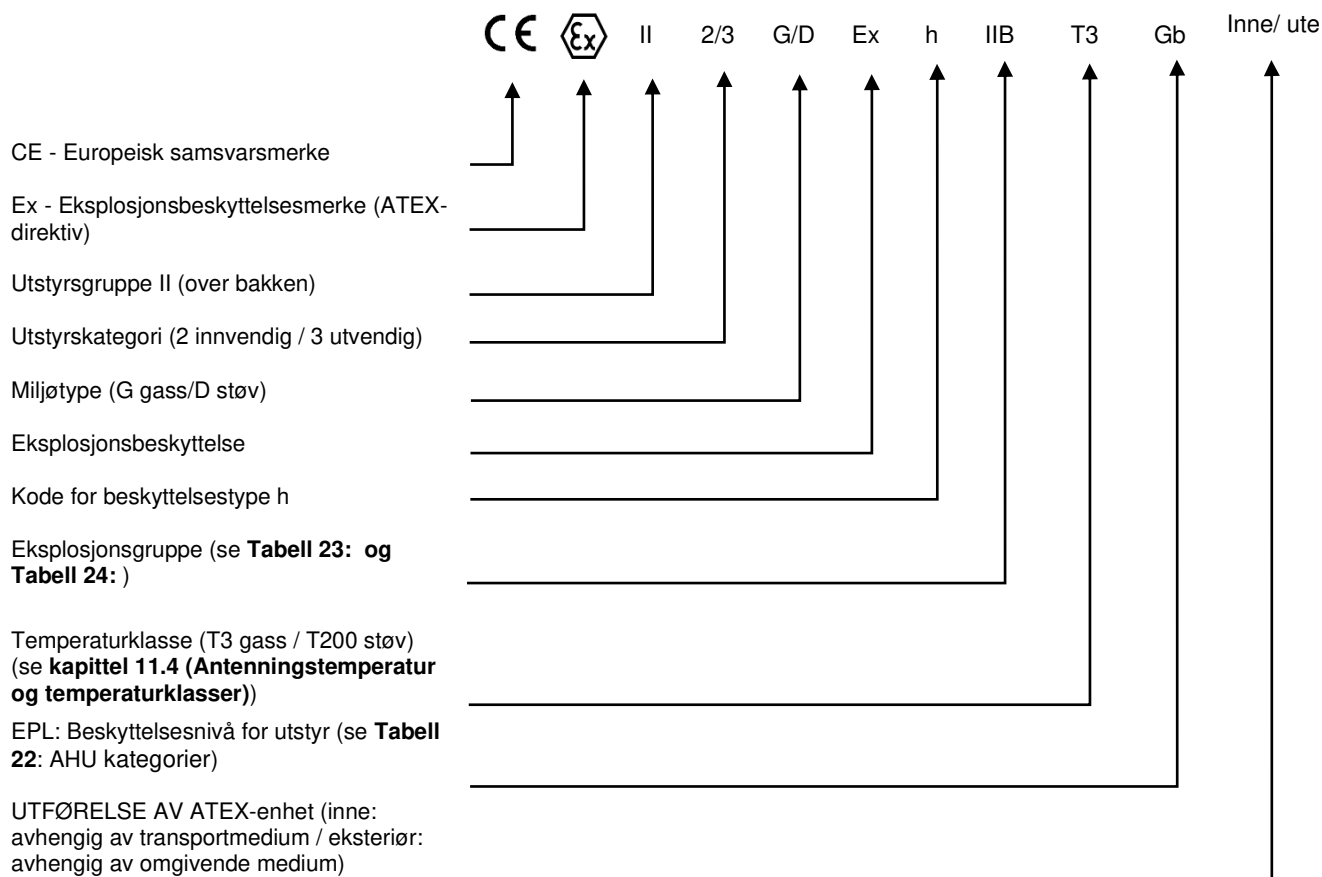 CE Ex II 2/3 G/D Ex h IIB T3 Gb Inne/ ute
CE - Europeisk samsvarsmerke
Ex - Eksplosjonsbeskyttelsesmerke (ATEX-
direktiv)
Utstyrsgruppe II (over bakken)
Utstyrskategori (2 innvendig / 3 utvendig)
Miljøtype (G gass/D støv)
Eksplosjonsbeskyttelse
Kode for beskyttelsestype h
Eksplosjonsgruppe (se Tabell 23: og
Tabell 24: )
Temperaturklasse (T3 gass / T200 støv)
(se kapittel 11.4 (Antenningstemperatur
og temperaturklasser))
EPL: Beskyttelsesnivå for utstyr (se Tabell
22: AHU kategorier)
UTFØRELSE AV ATEX-enhet (inne:
avhengig av transportmedium / eksteriør:
avhengig av omgivende medium)